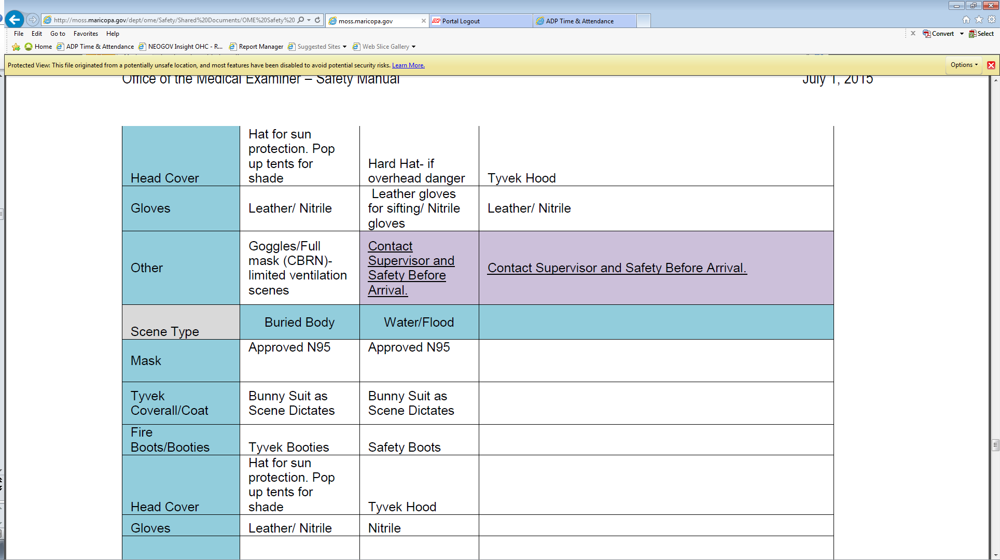 http://moss.maricopa.gov/dept/ome/Safety/Shared%20Documents/OME%20Safety%20
moss.maricopa.gov
Portal Logout
ADP Time & Attendance
File Edit Go to Favorites Help
Convert
Select
Home
ADP Time & Attendance
NEOGOV Insight OHC - R...
Report Manager
Suggested Sites
Web Slice Gallery
Protected View: This file originated from a potentially unsafe location, and most features have been disabled to avoid potential security risks. Learn More.
Options
Office of the Medical Examiner – Safety Manual
July 1, 2015
Head Cover
Hat for sun
protection. Pop
up tents for
shade
Hard Hat- if
overhead danger
Tyvek Hood
Gloves
Leather/ Nitrile
Leather gloves
for sifting/ Nitrile
gloves
Leather/ Nitrile
Other
Goggles/Full
mask (CBRN)-
limited ventilation
scenes
Contact
Supervisor and
Safety Before
Arrival.
Contact Supervisor and Safety Before Arrival.
Scene Type
Buried Body
Water/Flood
Mask
Approved N95
Approved N95
Tyvek
Coverall/Coat
Bunny Suit as
Scene Dictates
Bunny Suit as
Scene Dictates
Fire
Boots/Booties
Tyvek Booties
Safety Boots
Head Cover
Hat for sun
protection. Pop
up tents for
shade
Tyvek Hood
Gloves
Leather/ Nitrile
Nitrile